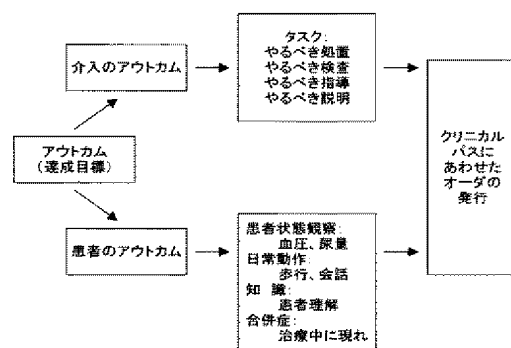 介入のアウトカム
タスク:
やるべき処置
やるべき検査
やるべき指導
やるべき説明
アウトカム
(達成目標)
クリニカル
パスに
あわせた
オーダの
発行
患者のアウトカム
患者状態観察:
血圧、尿量
日常動作:
歩行、会話
知 識:
患者理解
合併症:
治療中に現れ